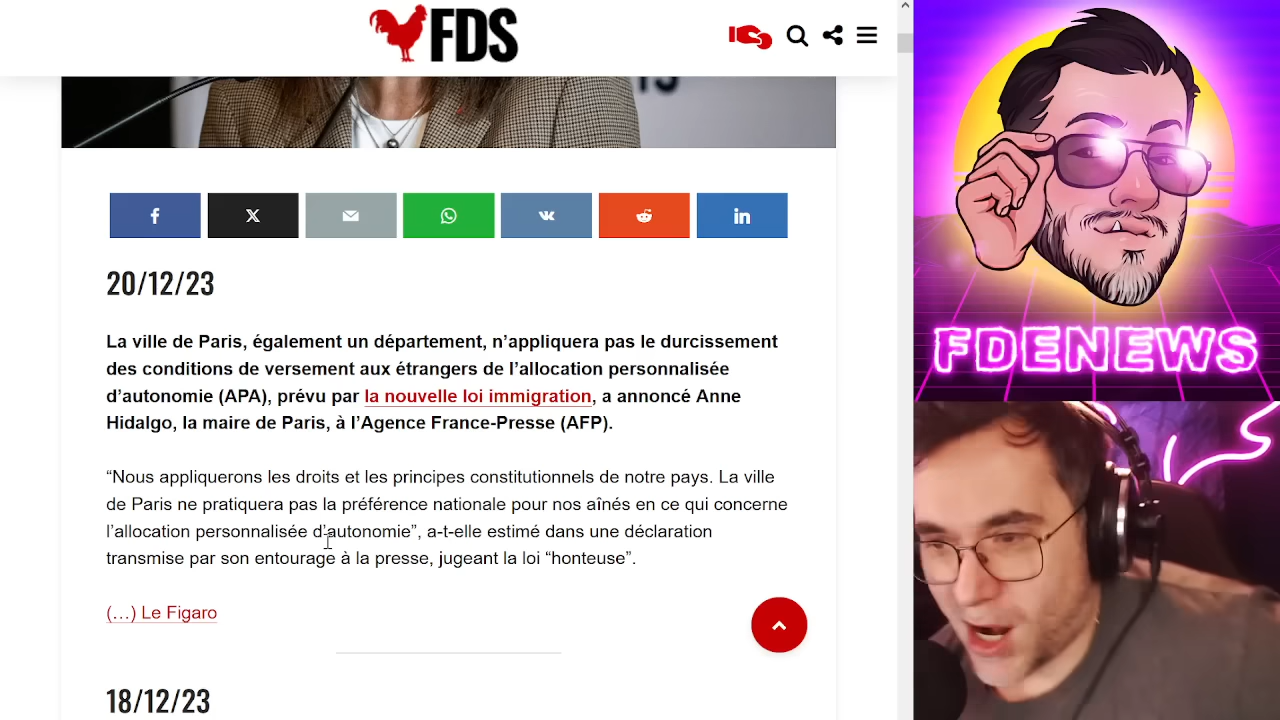 FDS
20/12/23
La ville de Paris, également un département, n’appliquera pas le durcissement
des conditions de versement aux étrangers de l’allocation personnalisée
d’autonomie (APA), prévu par la nouvelle loi immigration, a annoncé Anne
Hidalgo, la maire de Paris, à l’Agence France-Presse (AFP).
“Nous appliquerons les droits et les principes constitutionnels de notre pays. La ville
de Paris ne pratiquera pas la préférence nationale pour nos aînés en ce qui concerne
l’allocation personnalisée d’autonomie”, a-t-elle estimé dans une déclaration
transmise par son entourage à la presse, jugeant la loi “honteuse”.
(…) Le Figaro
18/12/23
FDENEWS